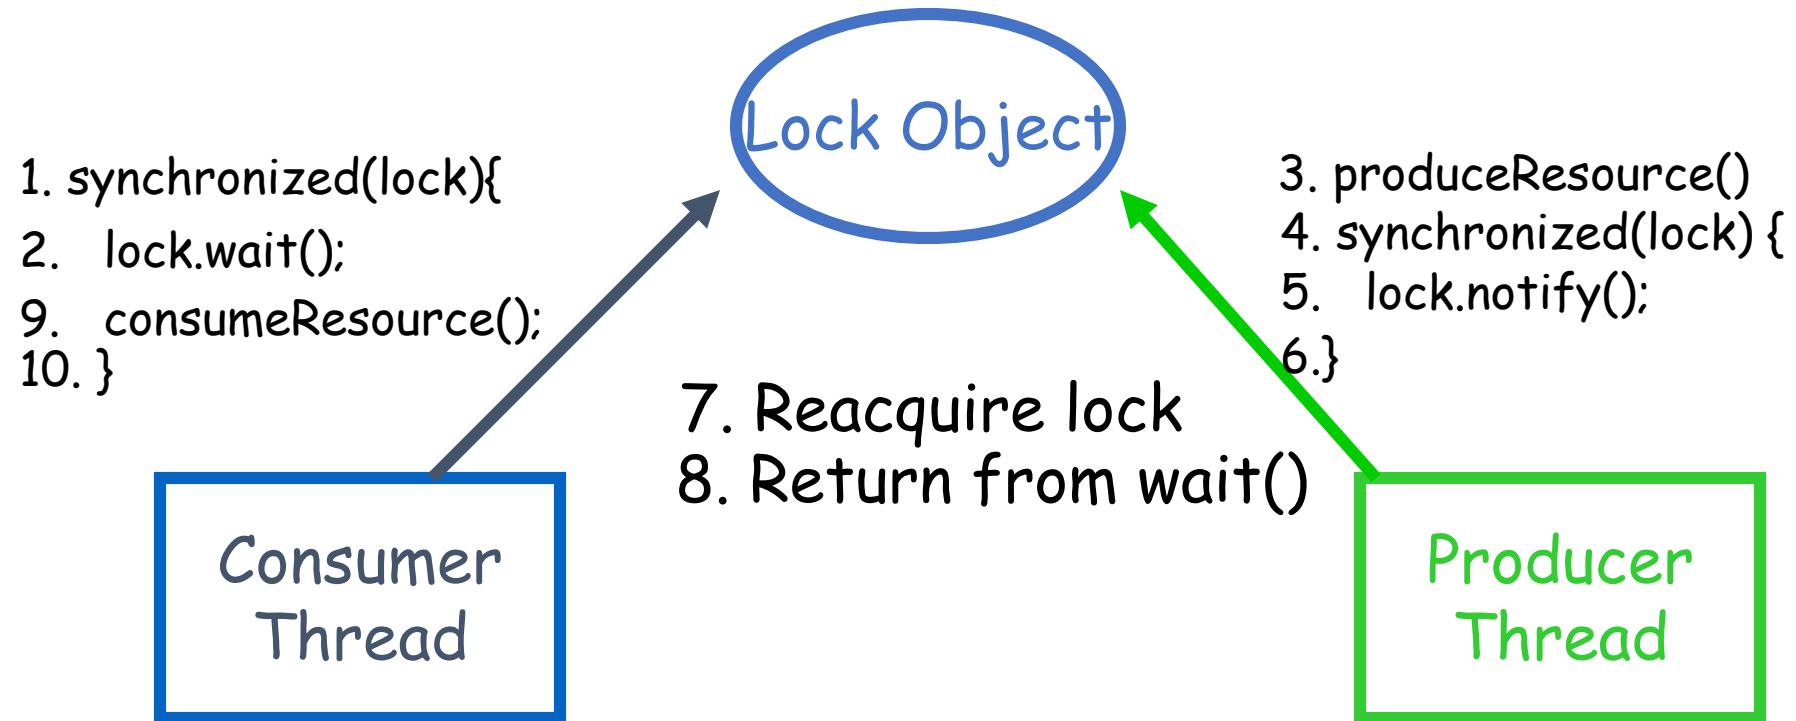 Lock Object
1. synchronized(lock){
2. lock.wait();
9. consumeResource();
10. }
3. produceResource()
4. synchronized(lock) {
5. lock.notify();
6.}
7. Reacquire lock
8. Return from wait()
Consumer
Thread
Producer
Thread